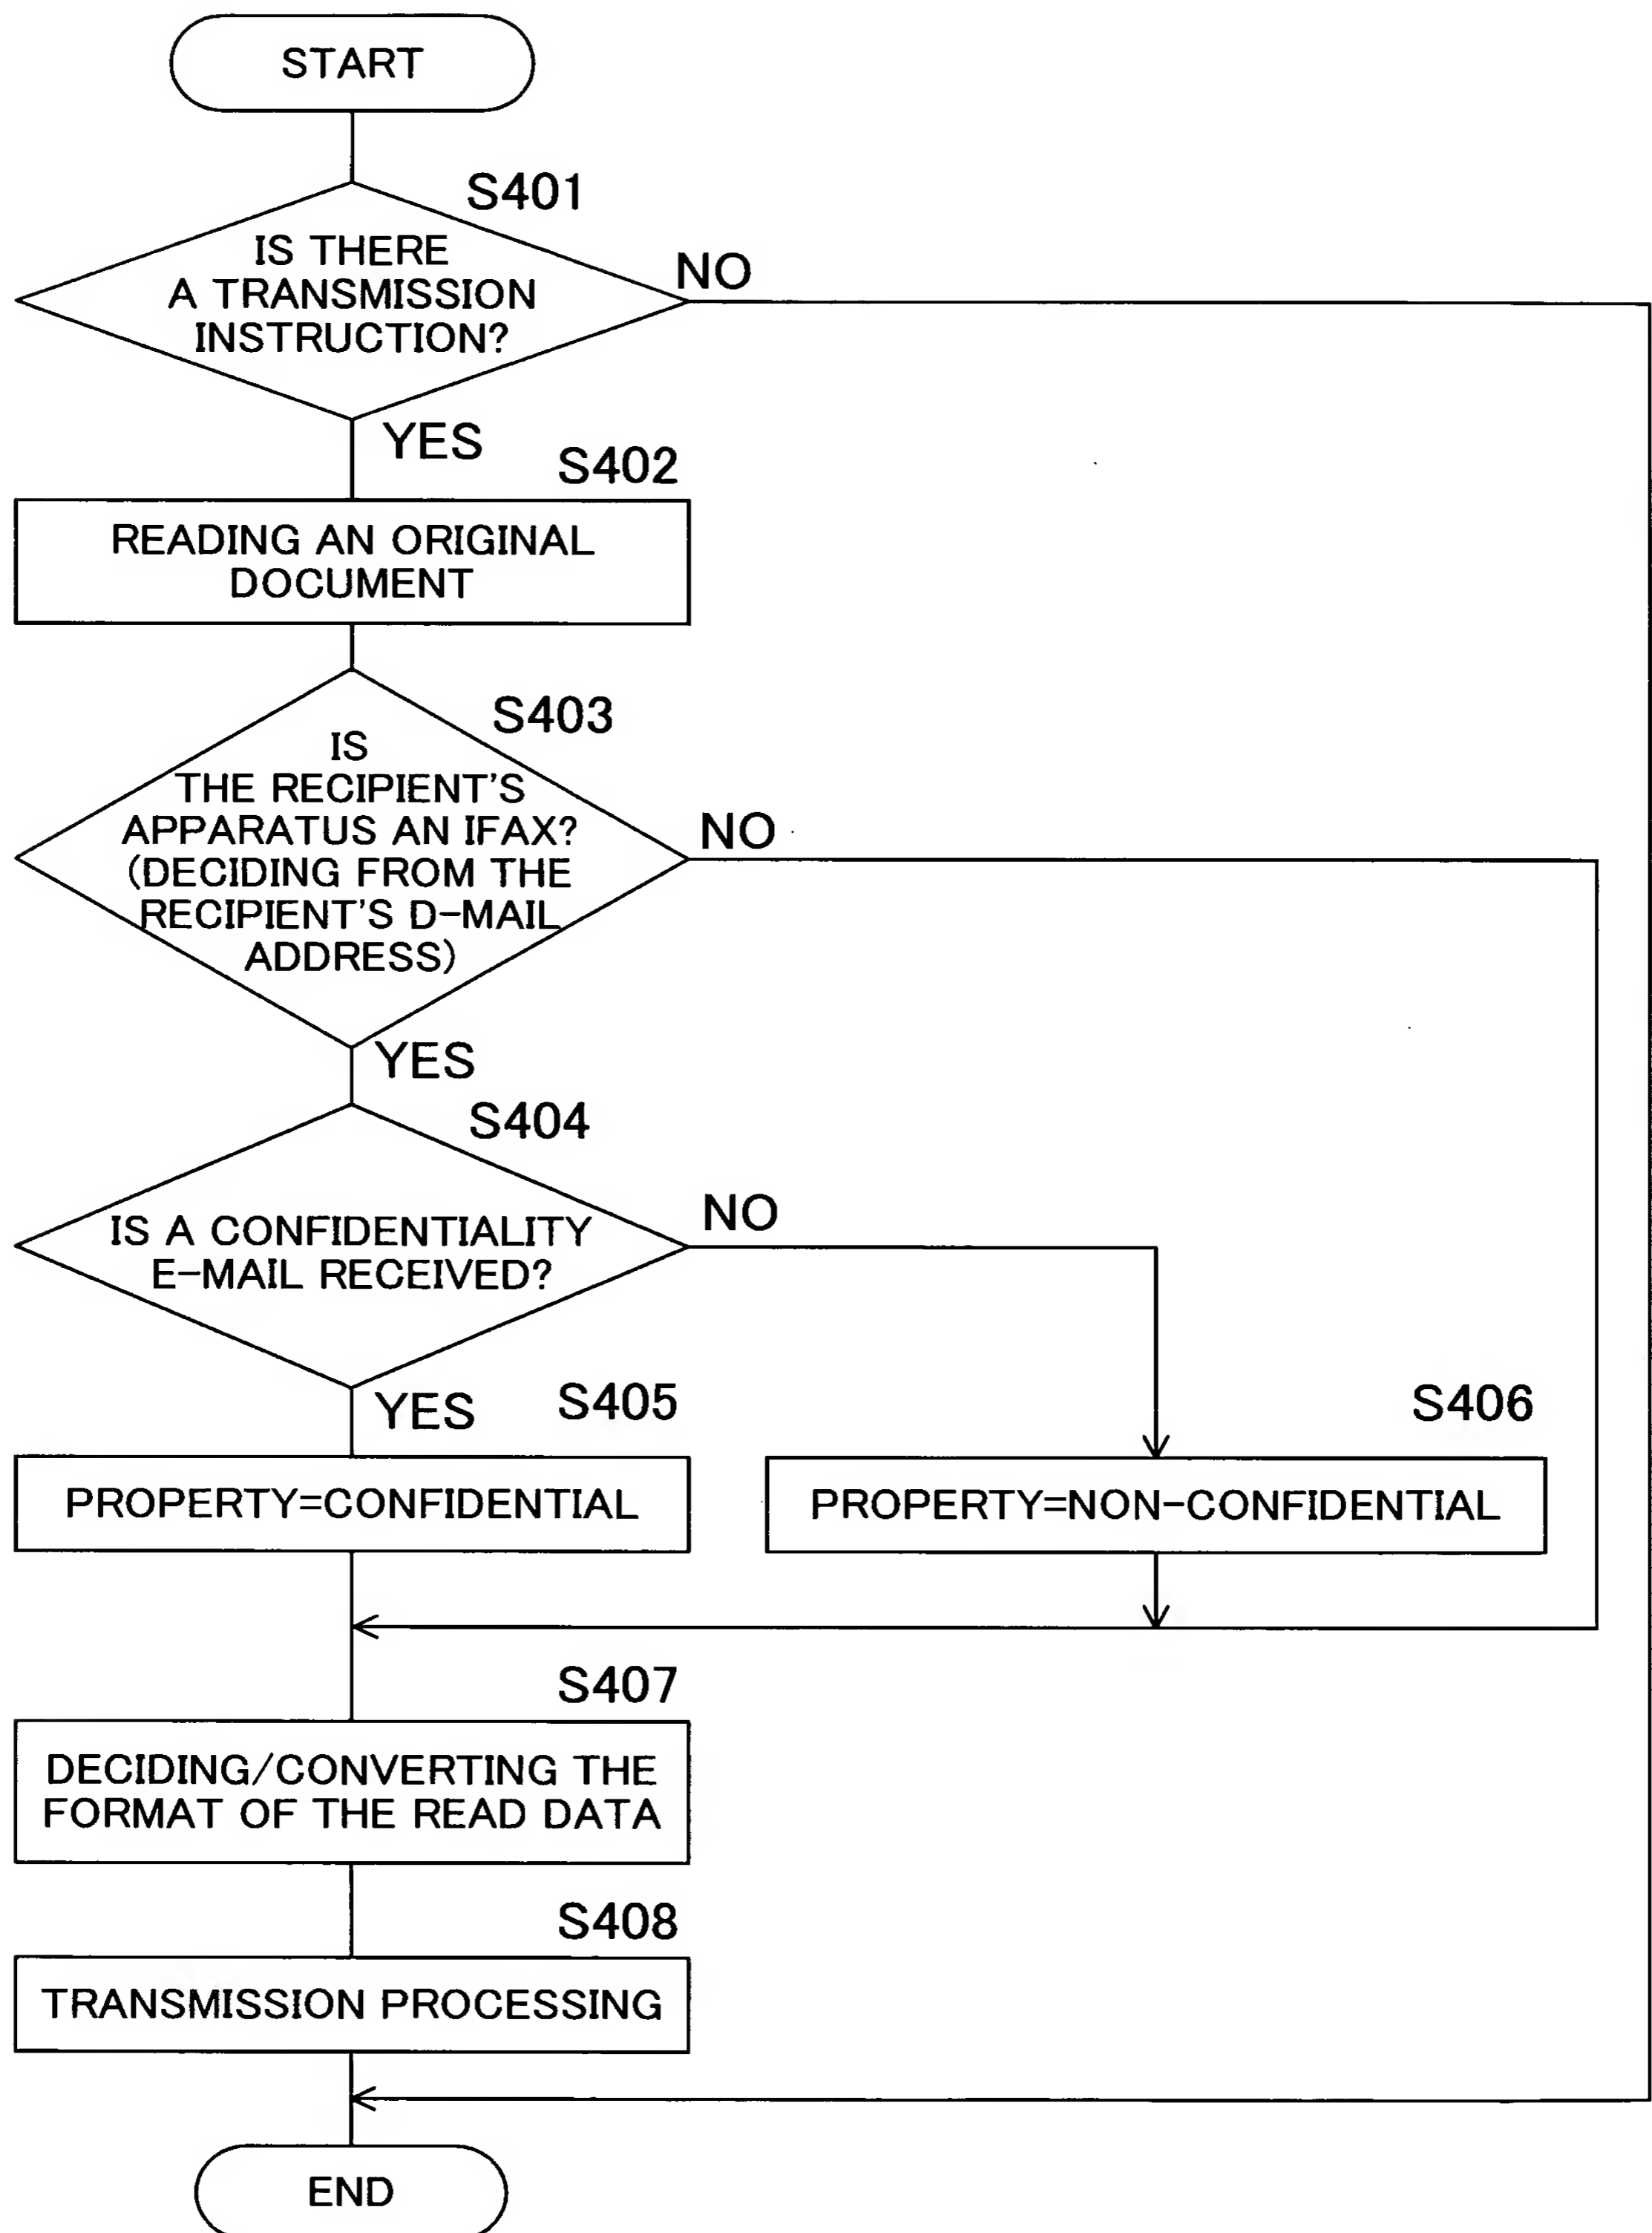 START
S401
IS THERE
A TRANSMISSION
INSTRUCTION?
NO
YES
S402
READING AN ORIGINAL
DOCUMENT
S403
IS
THE RECIPIENT'S
APPARATUS AN IFAX?
(DECIDING FROM THE
RECIPIENT'S D-MAIL
ADDRESS)
NO
YES
S404
IS A CONFIDENTIALITY
E-MAIL RECEIVED?
NO
YES
S405
PROPERTY=CONFIDENTIAL
S406
PROPERTY=NON-CONFIDENTIAL
S407
DECIDING/CONVERTING THE
FORMAT OF THE READ DATA
S408
TRANSMISSION PROCESSING
END